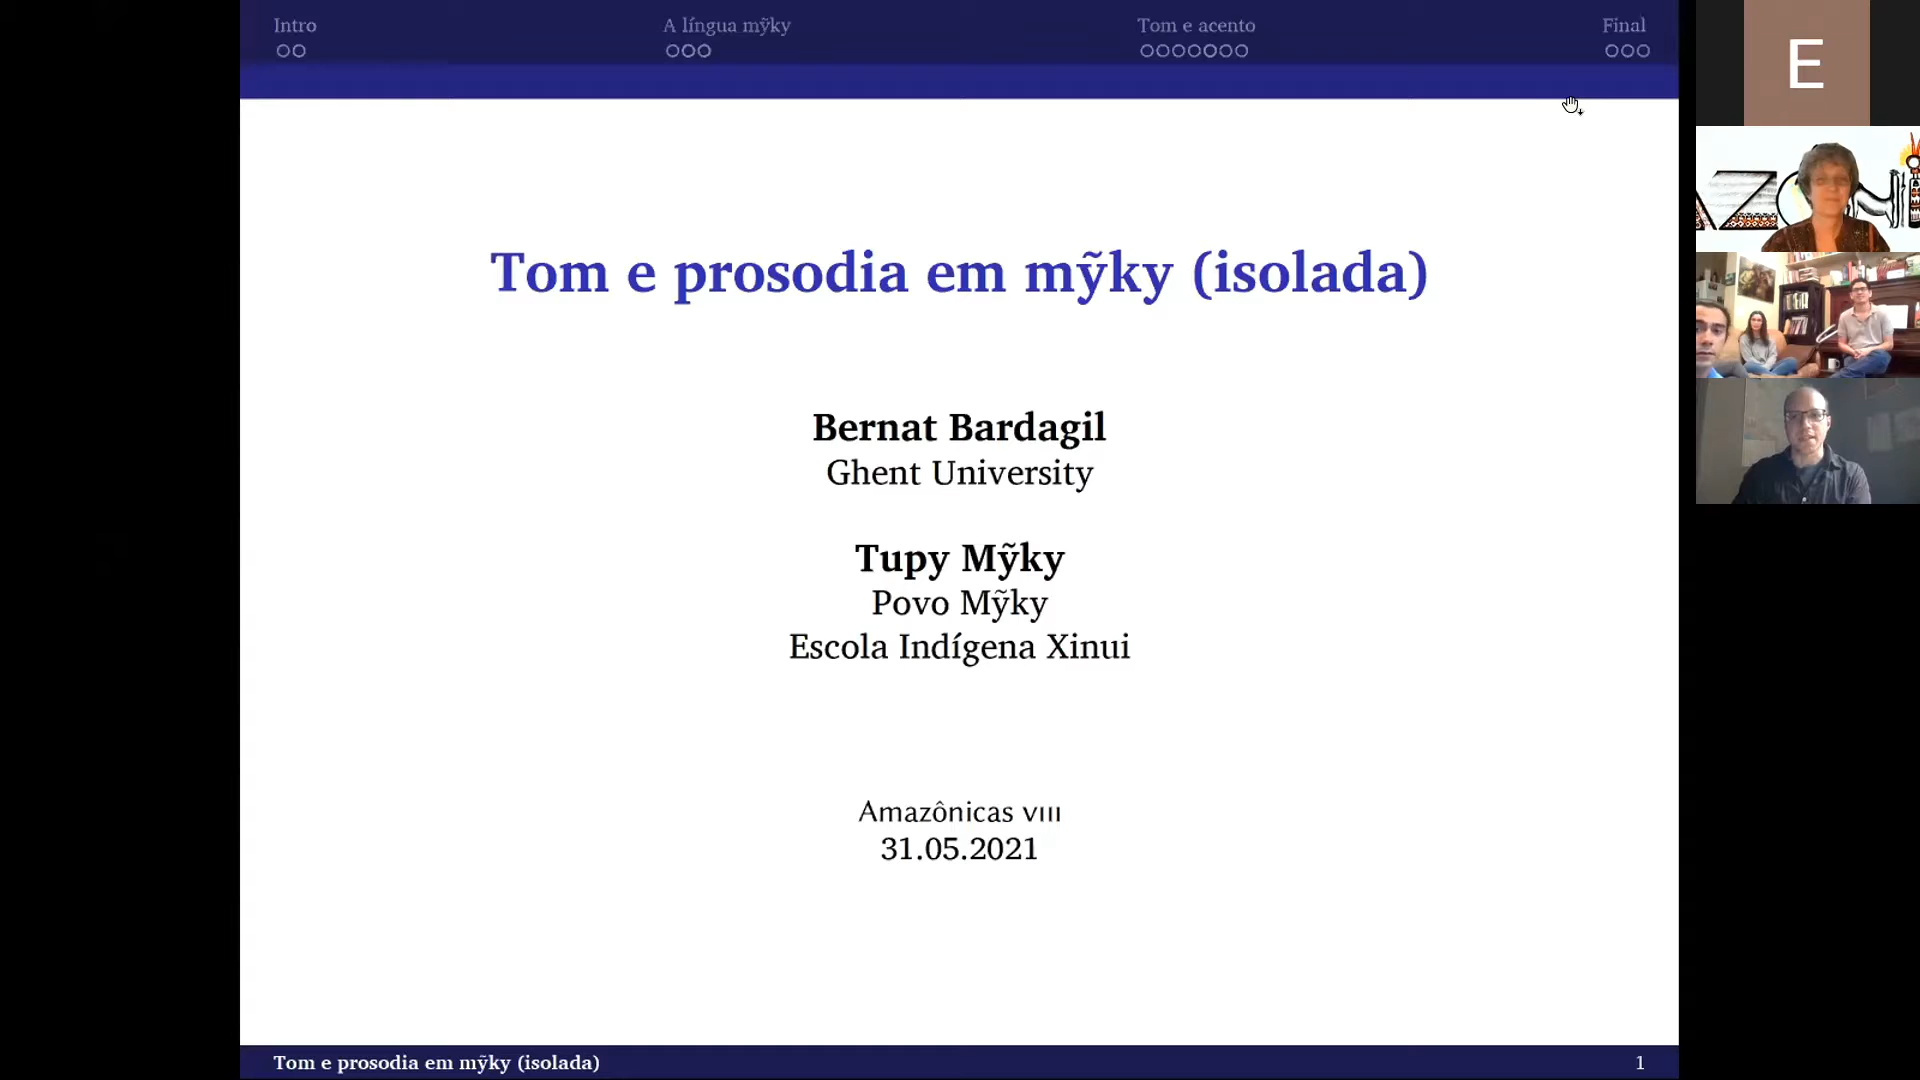 Intro
A língua mỹky
Tom e acento
Final
Tom e prosodia em mỹky (isolada)
Bernat Bardagil
Ghent University
Tupy Mỹky
Povo Mỹky
Escola Indígena Xinui
Amazônicas VIII
31.05.2021
Tom e prosodia em mỹky (isolada)
1
E